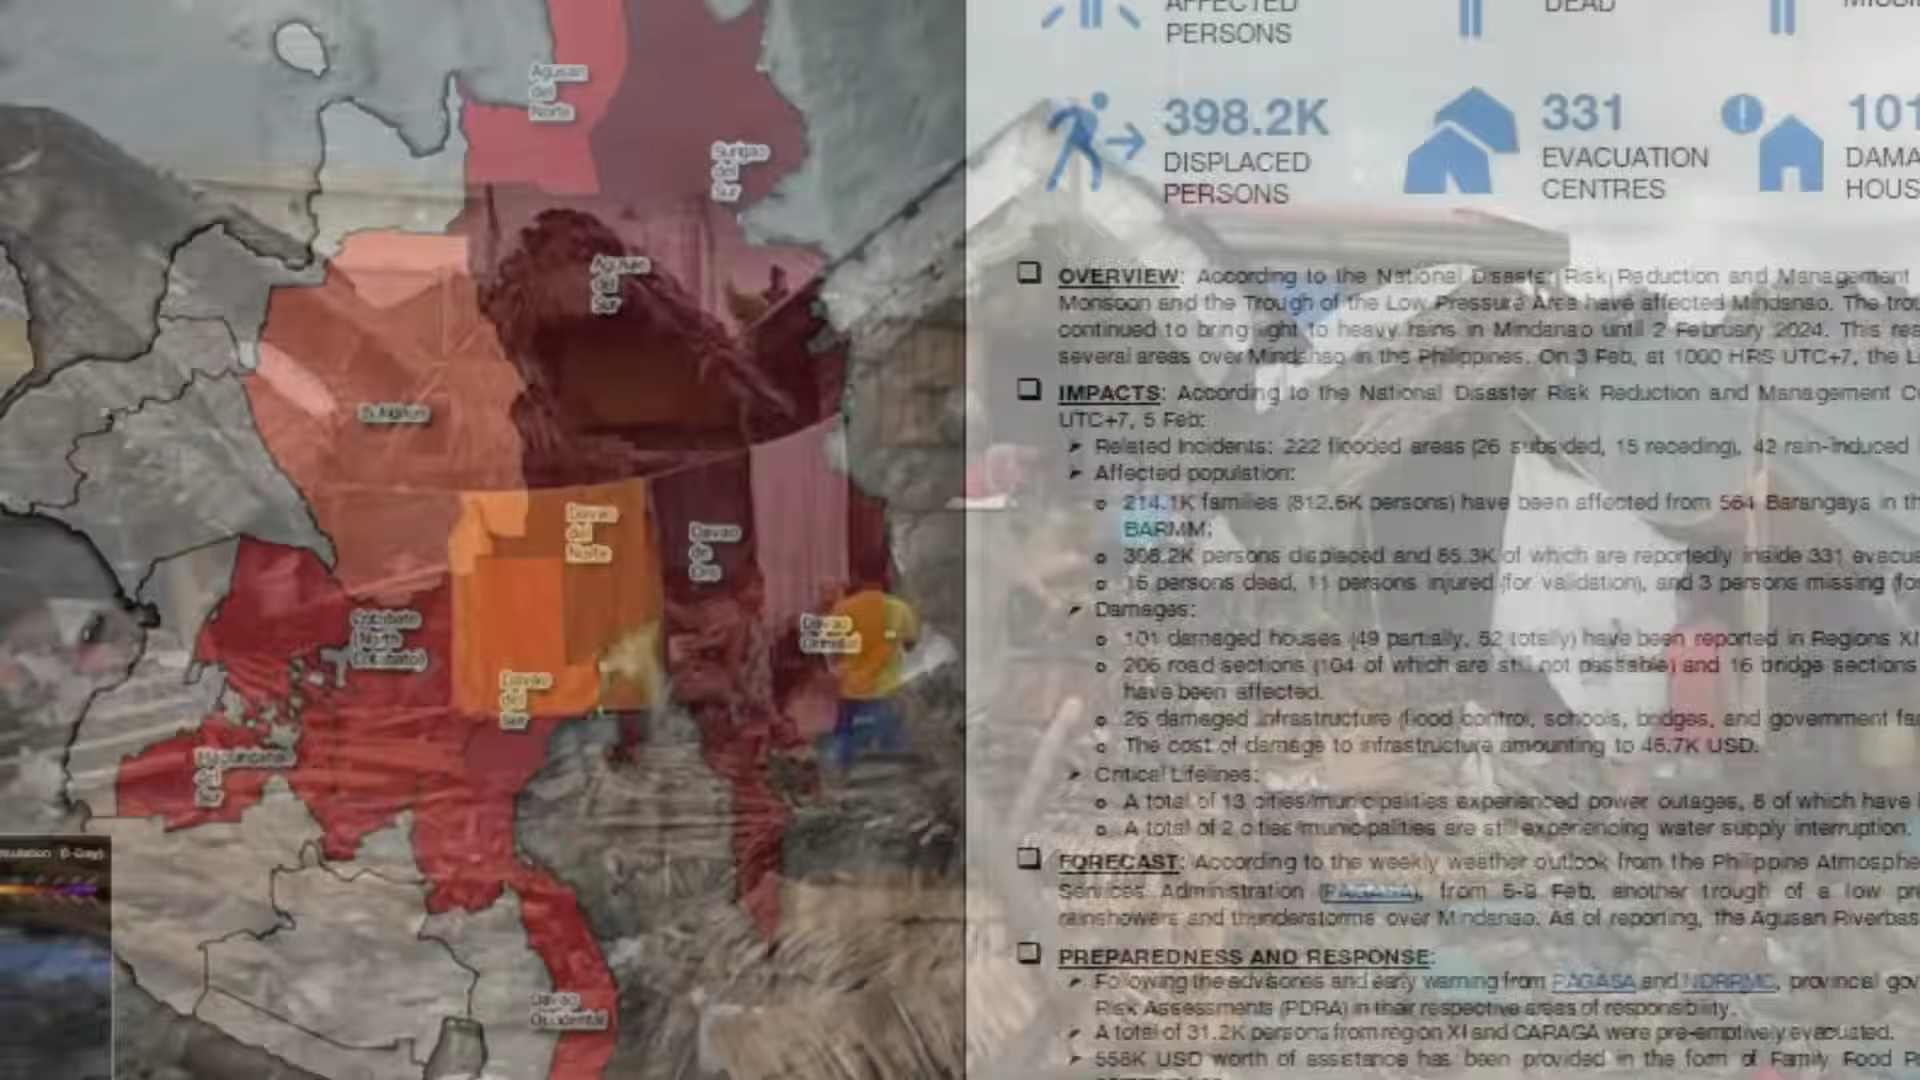 Agusan
del
Norte
Surigao
del
Sur
Agusan
del
Sur
Bukidnon
Davao
del
Norte
Davao
de
Oro
Cotabato
(North
Cotabato)
Davao
Oriental
Davao
del
Sur
Maguindanao
del
Sur
Davao
Occidental
AFFECTED
PERSONS
DEAD
398.2K
DISPLACED
PERSONS
331
EVACUATION
CENTRES
101
DAMA
HOUS
OVERVIEW: According to the National Disaster Risk Reduction and Management
Monsoon and the Trough of the Low Pressure Area have affected Mindanao. The trou
continued to bring light to heavy rains in Mindanao until 2 February 2024. This rea
several areas over Mindanao in the Philippines. On 3 Feb, at 1000 HRS UTC+7, the L
IMPACTS: According to the National Disaster Risk Reduction and Management Co
UTC+7, 5 Feb:
Related Incidents: 222 flooded areas (26 subsided, 15 receding), 42 rain-induced
Affected population:
214.1K families (812.6K persons) have been affected from 564 Barangays in th
BARMM;
398.2K persons displaced and 65.3K of which are reportedly inside 331 evacu
16 persons dead, 11 persons injured (for validation), and 3 persons missing (for
Damages:
101 damaged houses (49 partially, 52 totally) have been reported in Regions XI
206 road sections (104 of which are still not passable) and 16 bridge sections
have been affected.
26 damaged infrastructure (flood control, schools, bridges, and government fa
The cost of damage to infrastructure amounting to 46.7K USD.
Critical Lifelines:
A total of 13 cities/municipalities experienced power outages, 8 of which have
A total of 2 cities/municipalities are still experiencing water supply interruption.
FORECAST: According to the weekly weather outlook from the Philippine Atmosphe
Services Administration (PAGASA), from 5-9 Feb, another trough of a low pre
rainshowers and thunderstorms over Mindanao. As of reporting, the Agusan Riverbas
PREPAREDNESS AND RESPONSE:
Following the advisories and early warning from PAGASA and NDRRMC, provincial gov
Risk Assessments (PDRA) in their respective areas of responsibility.
A total of 31.2K persons from region XI and CARAGA were pre-emptively evacuated.
556K USD worth of assistance has been provided in the form of Family Food P